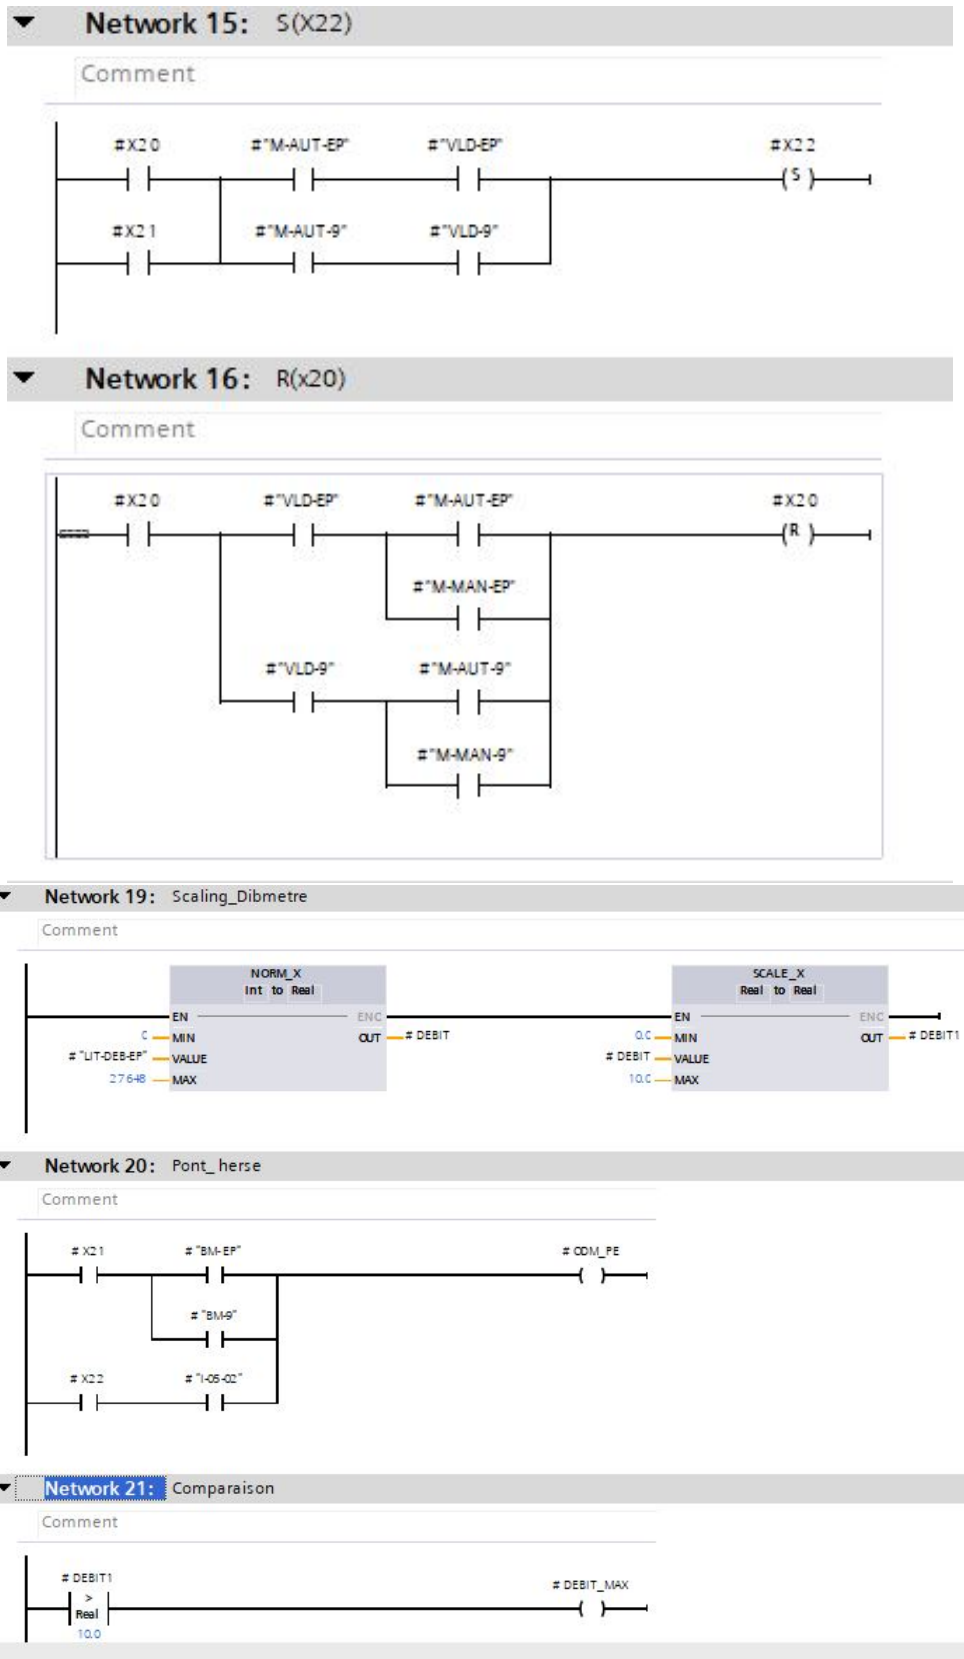 Network 15: S(X22)
Comment
#X20 #"M-AUT-EP" #"VLD-EP" #X22
( S )
#X21 #"M-AUT-9" #"VLD-9"
Network 16: R(x20)
Comment
#X20 #"VLD-EP" #"M-AUT-EP" #X20
( R )
#"M-MAN-EP"
#"VLD-9" #"M-AUT-9"
#"M-MAN-9"
Network 19: Scaling_Dibmetre
Comment
NORM_X SCALE_X
Int to Real Real to Real
EN ENC EN ENC
MIN OUT # DEBIT 0.0 MIN OUT # DEBIT1
# "LIT-DEB-EP" VALUE # DEBIT VALUE
27648 MAX 10.0 MAX
Network 20: Pont_herse
Comment
# X21 # "BM-EP" # CDM_PE
# "BM-9"
# X22 # "I-05-02"
Network 21: Comparaison
Comment
# DEBIT1 # DEBIT_MAX
>
Real
10.0